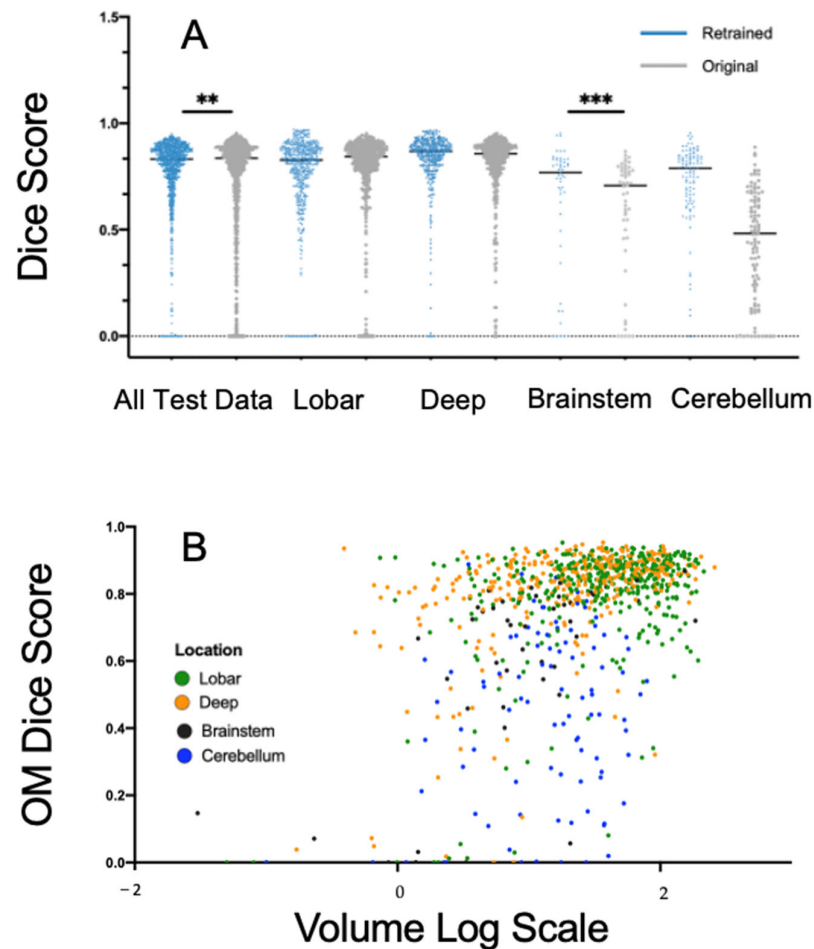 A
Retrained
Original
Dice Score
1.5
1.0
0.5
0.0
**
***
All Test Data Lobar Deep Brainstem Cerebellum
B
OM Dice Score
1.0
0.8
0.6
0.4
0.2
0.0
Location
Lobar
Deep
Brainstem
Cerebellum
−2 0 2
Volume Log Scale